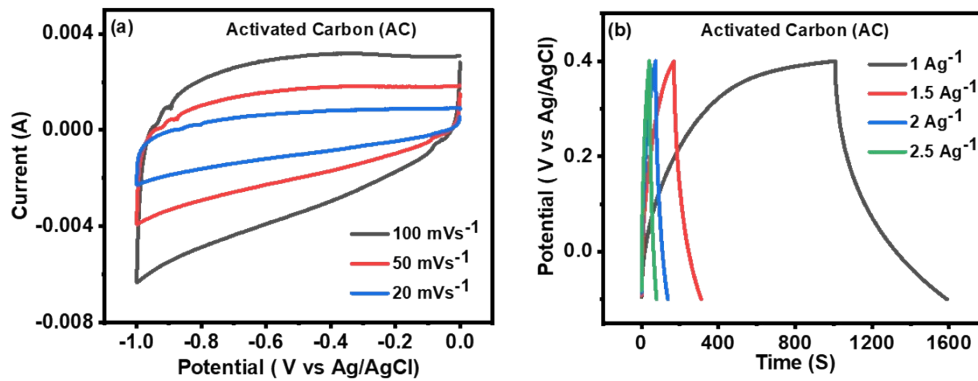 (a)
Activated Carbon (AC)
0.004
0.000
-0.004
-0.008
Current (A)
100 mVs⁻¹
50 mVs⁻¹
20 mVs⁻¹
-1.0 -0.8 -0.6 -0.4 -0.2 0.0
Potential ( V vs Ag/AgCl)
(b)
Activated Carbon (AC)
1 Ag⁻¹
1.5 Ag⁻¹
2 Ag⁻¹
2.5 Ag⁻¹
0.4
0.2
0.0
Potential ( V vs Ag/AgCl)
0 400 800 1200 1600
Time (S)